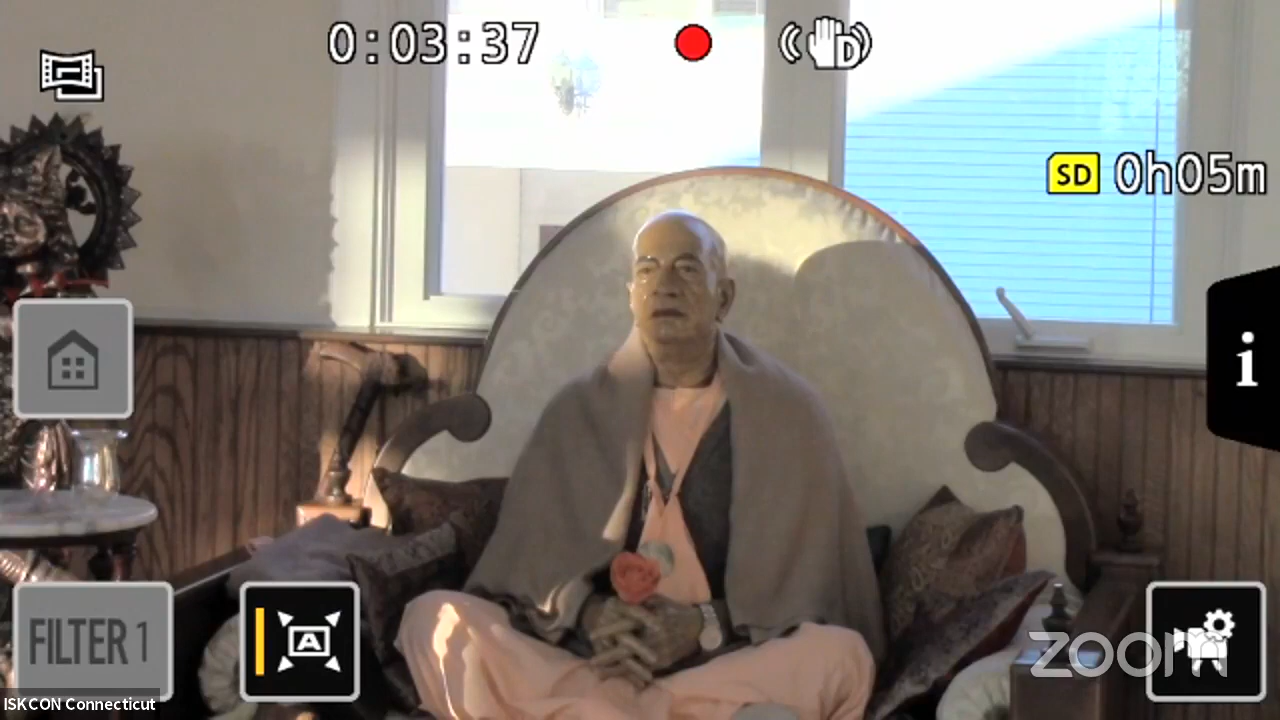 0:03:37
D
SD 0h05m
i
FILTER 1
A
zoom
ISKCON Connecticut